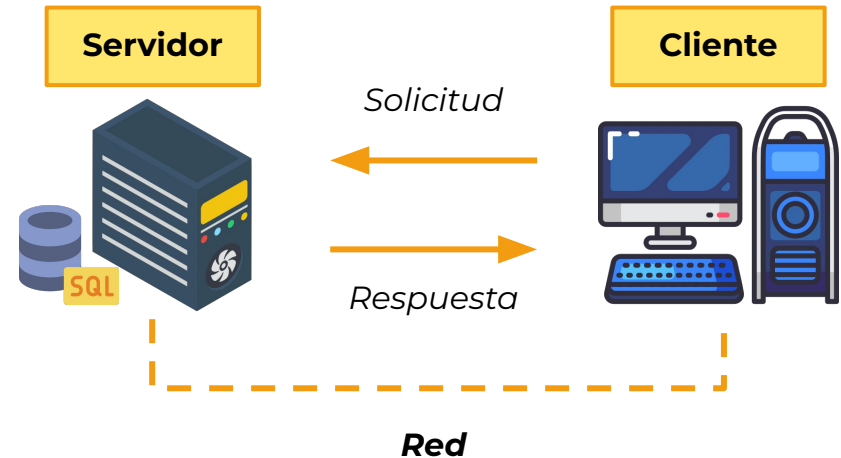 Servidor
Cliente
Solicitud
SQL
Respuesta
Red